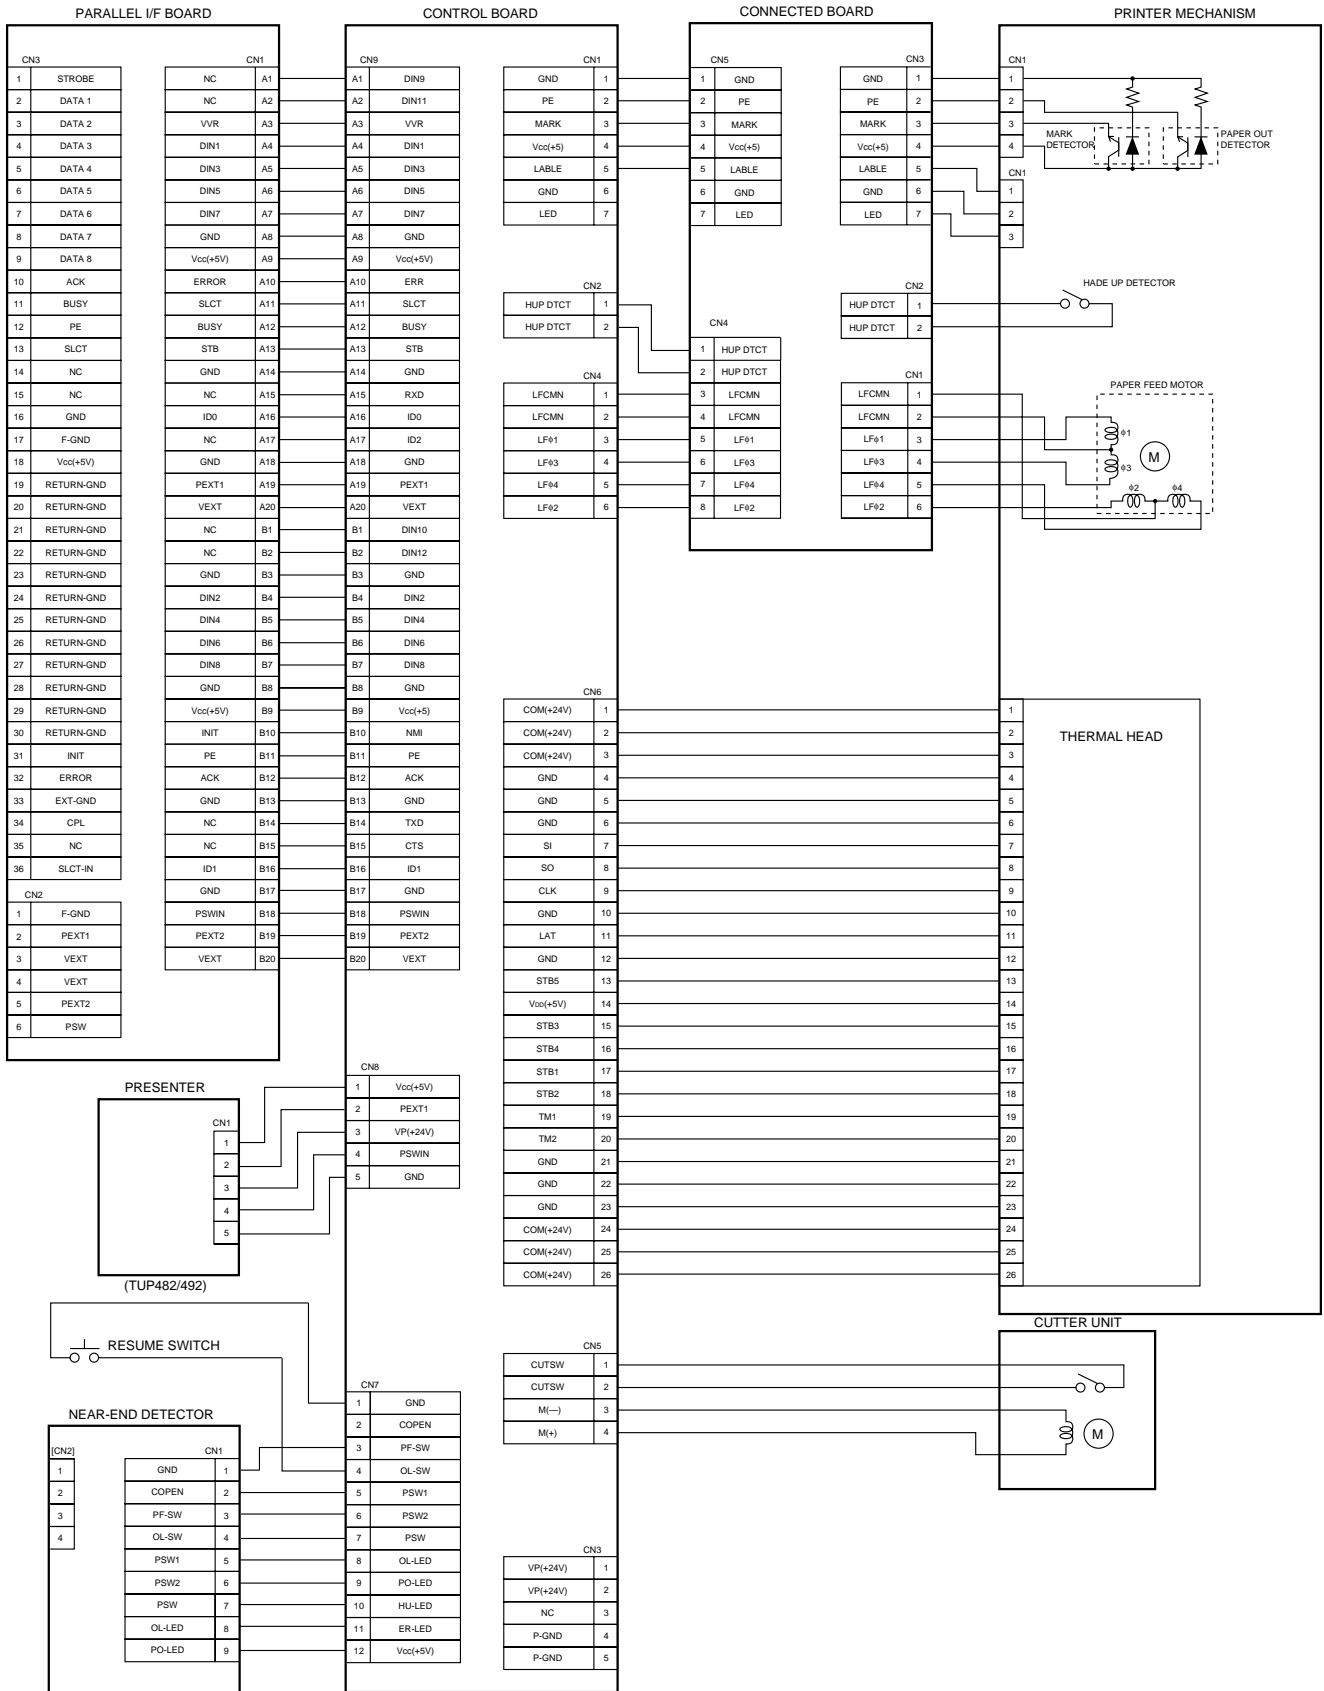 PARALLEL I/F BOARD
CN3
1 STROBE
2 DATA 1
3 DATA 2
4 DATA 3
5 DATA 4
6 DATA 5
7 DATA 6
8 DATA 7
9 DATA 8
10 ACK
11 BUSY
12 PE
13 SLCT
14 NC
15 NC
16 GND
17 F-GND
18 Vcc(+5V)
19 RETURN-GND
20 RETURN-GND
21 RETURN-GND
22 RETURN-GND
23 RETURN-GND
24 RETURN-GND
25 RETURN-GND
26 RETURN-GND
27 RETURN-GND
28 RETURN-GND
29 RETURN-GND
30 RETURN-GND
31 INIT
32 ERROR
33 EXT-GND
34 CPL
35 NC
36 SLCT-IN
CN2
1 F-GND
2 PEXT1
3 VEXT
4 VEXT
5 PEXT2
6 PSW
CN1
NC A1
NC A2
VVR A3
DIN1 A4
DIN3 A5
DIN5 A6
DIN7 A7
GND A8
Vcc(+5V) A9
ERROR A10
SLCT A11
BUSY A12
STB A13
GND A14
NC A15
ID0 A16
NC A17
GND A18
PEXT1 A19
VEXT A20
NC B1
NC B2
GND B3
DIN2 B4
DIN4 B5
DIN6 B6
DIN8 B7
GND B8
Vcc(+5V) B9
INIT B10
PE B11
ACK B12
GND B13
NC B14
NC B15
ID1 B16
GND B17
PSWIN B18
PEXT2 B19
VEXT B20
CONTROL BOARD
CN9
A1 DIN9
A2 DIN11
A3 VVR
A4 DIN1
A5 DIN3
A6 DIN5
A7 DIN7
A8 GND
A9 Vcc(+5V)
A10 ERR
A11 SLCT
A12 BUSY
A13 STB
A14 GND
A15 RXD
A16 ID0
A17 ID2
A18 GND
A19 PEXT1
A20 VEXT
B1 DIN10
B2 DIN12
B3 GND
B4 DIN2
B5 DIN4
B6 DIN6
B7 DIN8
B8 GND
B9 Vcc(+5)
B10 NMI
B11 PE
B12 ACK
B13 GND
B14 TXD
B15 CTS
B16 ID1
B17 GND
B18 PSWIN
B19 PEXT2
B20 VEXT
CN8
1 Vcc(+5V)
2 PEXT1
3 VP(+24V)
4 PSWIN
5 GND
CN7
1 GND
2 COPEN
3 PF-SW
4 OL-SW
5 PSW1
6 PSW2
7 PSW
8 OL-LED
9 PO-LED
10 HU-LED
11 ER-LED
12 Vcc(+5V)
CN1
GND 1
PE 2
MARK 3
Vcc(+5) 4
LABLE 5
GND 6
LED 7
CN2
HUP DTCT 1
HUP DTCT 2
CN4
LFCMN 1
LFCMN 2
LFϕ1 3
LFϕ3 4
LFϕ4 5
LFϕ2 6
CN6
COM(+24V) 1
COM(+24V) 2
COM(+24V) 3
GND 4
GND 5
GND 6
SI 7
SO 8
CLK 9
GND 10
LAT 11
GND 12
STB5 13
VDD(+5V) 14
STB3 15
STB4 16
STB1 17
STB2 18
TM1 19
TM2 20
GND 21
GND 22
GND 23
COM(+24V) 24
COM(+24V) 25
COM(+24V) 26
CN5
CUTSW 1
CUTSW 2
M(—) 3
M(+) 4
CN3
VP(+24V) 1
VP(+24V) 2
NC 3
P-GND 4
P-GND 5
CONNECTED BOARD
CN5
1 GND
2 PE
3 MARK
4 Vcc(+5)
5 LABLE
6 GND
7 LED
CN4
1 HUP DTCT
2 HUP DTCT
3 LFCMN
4 LFCMN
5 LFϕ1
6 LFϕ3
7 LFϕ4
8 LFϕ2
CN3
GND 1
PE 2
MARK 3
Vcc(+5) 4
LABLE 5
GND 6
LED 7
CN2
HUP DTCT 1
HUP DTCT 2
CN1
LFCMN 1
LFCMN 2
LFϕ1 3
LFϕ3 4
LFϕ4 5
LFϕ2 6
PRINTER MECHANISM
CN1
1
2
3
4
MARK
DETECTOR
PAPER OUT
DETECTOR
CN1
1
2
3
HADE UP DETECTOR
PAPER FEED MOTOR
ϕ1
M
ϕ3
ϕ2 ϕ4
THERMAL HEAD
1
2
3
4
5
6
7
8
9
10
11
12
13
14
15
16
17
18
19
20
21
22
23
24
25
26
CUTTER UNIT
M
PRESENTER
CN1
1
2
3
4
5
(TUP482/492)
RESUME SWITCH
NEAR-END DETECTOR
[CN2]
1
2
3
4
CN1
GND 1
COPEN 2
PF-SW 3
OL-SW 4
PSW1 5
PSW2 6
PSW 7
OL-LED 8
PO-LED 9